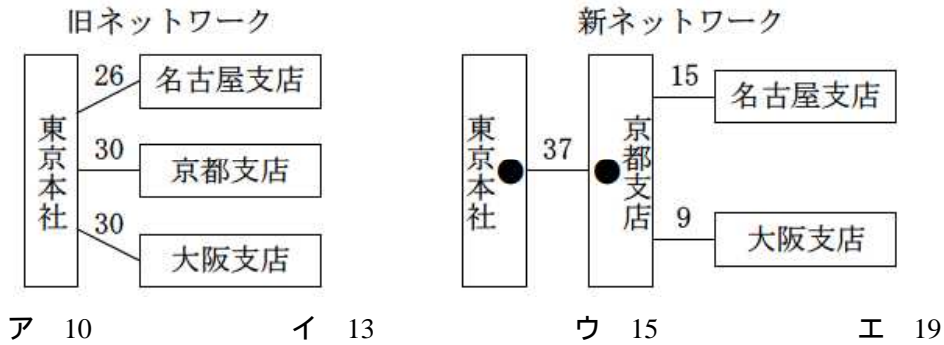 旧ネットワーク
東京本社
26
名古屋支店
30
京都支店
30
大阪支店
新ネットワーク
東京本社
37
京都支店
15
名古屋支店
9
大阪支店
ア 10 イ 13 ウ 15 エ 19